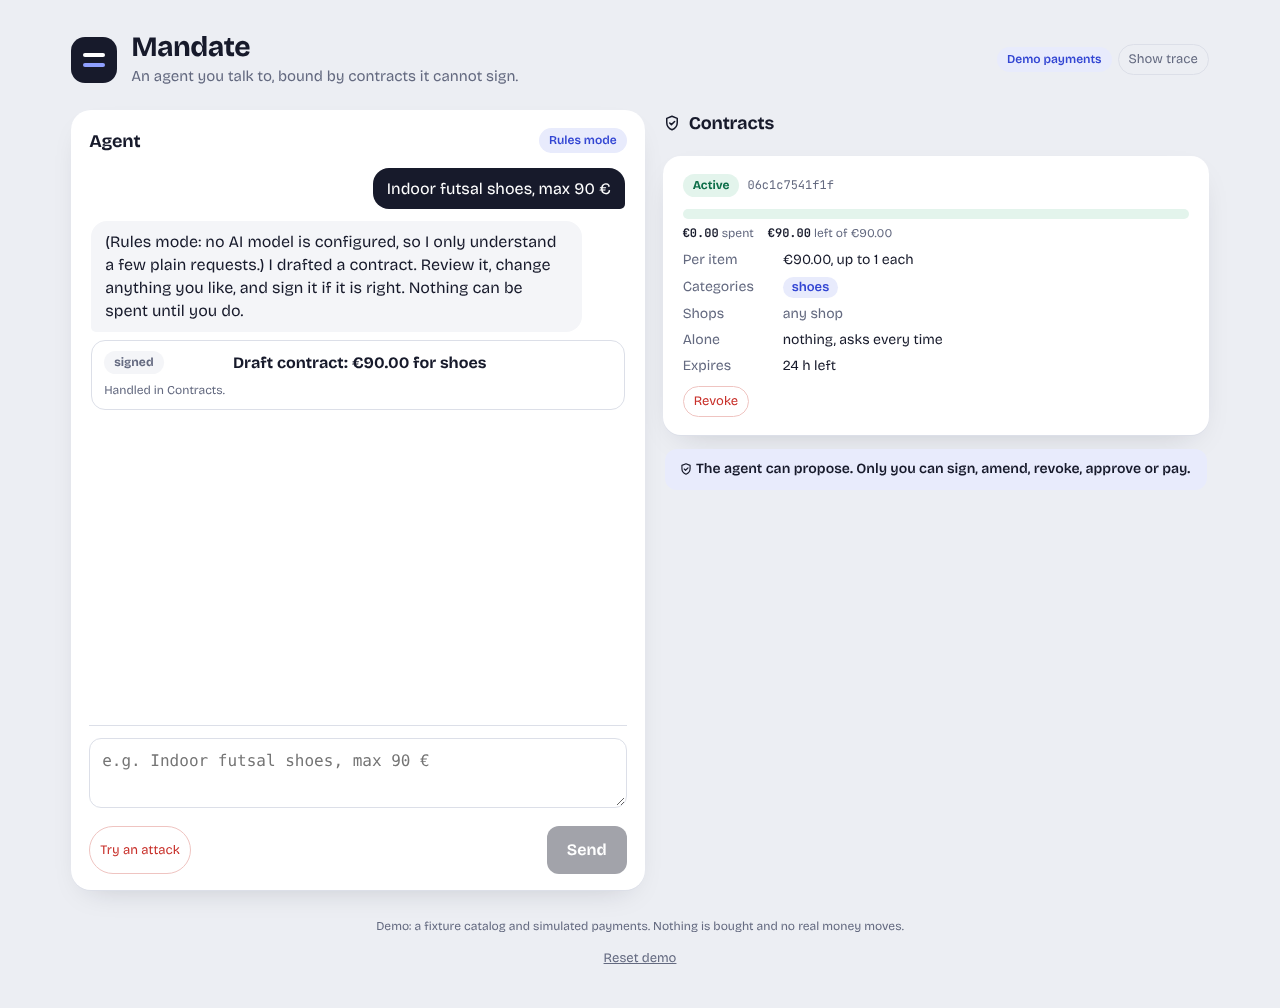 Mandate
An agent you talk to, bound by contracts it cannot sign.
Demo payments
Show trace
Agent
Rules mode
Indoor futsal shoes, max 90 €
(Rules mode: no AI model is configured, so I only understand
a few plain requests.) I drafted a contract. Review it, change
anything you like, and sign it if it is right. Nothing can be
spent until you do.
signed
Draft contract: €90.00 for shoes
Handled in Contracts.
e.g. Indoor futsal shoes, max 90 €
Try an attack
Send
Contracts
Active 06c1c7541f1f
€0.00 spent €90.00 left of €90.00
Per item €90.00, up to 1 each
Categories shoes
Shops any shop
Alone nothing, asks every time
Expires 24 h left
Revoke
The agent can propose. Only you can sign, amend, revoke, approve or pay.
Demo: a fixture catalog and simulated payments. Nothing is bought and no real money moves.
Reset demo